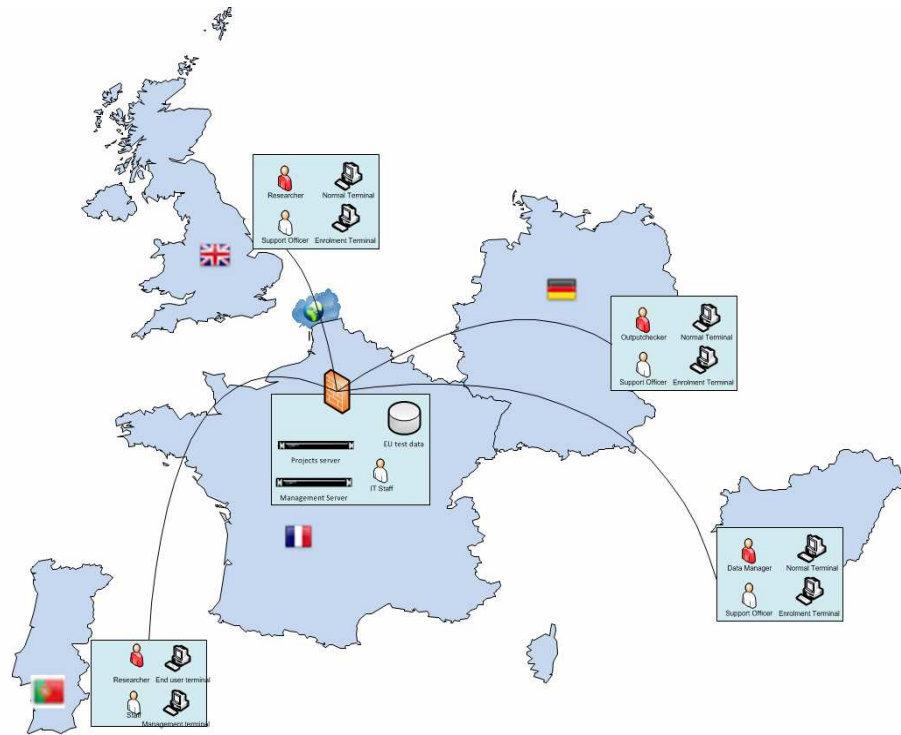 Researcher
Normal Terminal
Support Officer
Enrolment Terminal
Outputchecker
Normal Terminal
Support Officer
Enrolment Terminal
EU test data
Projects server
IT Staff
Management Server
Data Manager
Normal Terminal
Support Officer
Enrolment Terminal
Researcher
End user terminal
Staff
Management terminal